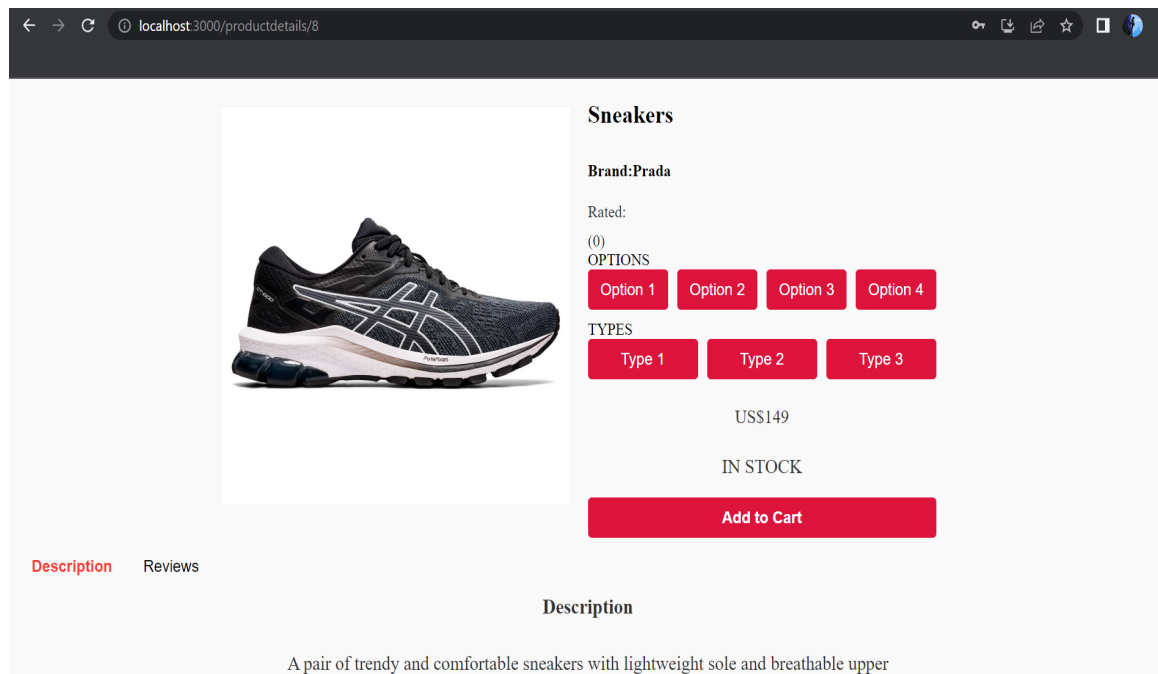 localhost:3000/productdetails/8
Sneakers
Brand:Prada
Rated:
(0)
OPTIONS
Option 1 Option 2 Option 3 Option 4
TYPES
Type 1 Type 2 Type 3
US$149
IN STOCK
Add to Cart
Description Reviews
Description
A pair of trendy and comfortable sneakers with lightweight sole and breathable upper
FlyteFoam